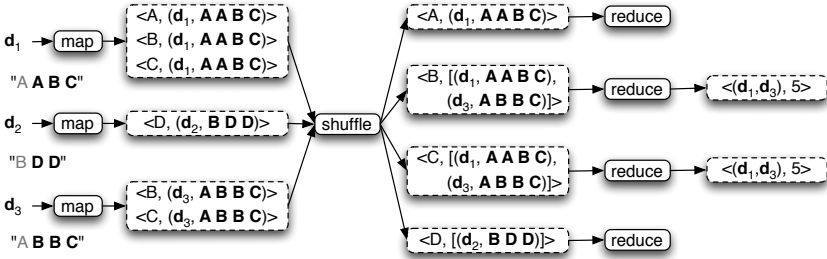 d1 map <A, (d1, A A B C)>
<B, (d1, A A B C)>
<C, (d1, A A B C)>
"A A B C"
d2 map <D, (d2, B D D)>
"B D D"
d3 map <B, (d3, A B B C)>
<C, (d3, A B B C)>
"A B B C"
shuffle
<A, (d1, A A B C)> reduce
<B, [(d1, A A B C),
(d3, A B B C)]> reduce <(d1,d3), 5>
<C, [(d1, A A B C),
(d3, A B B C)]> reduce <(d1,d3), 5>
<D, [(d2, B D D)]> reduce